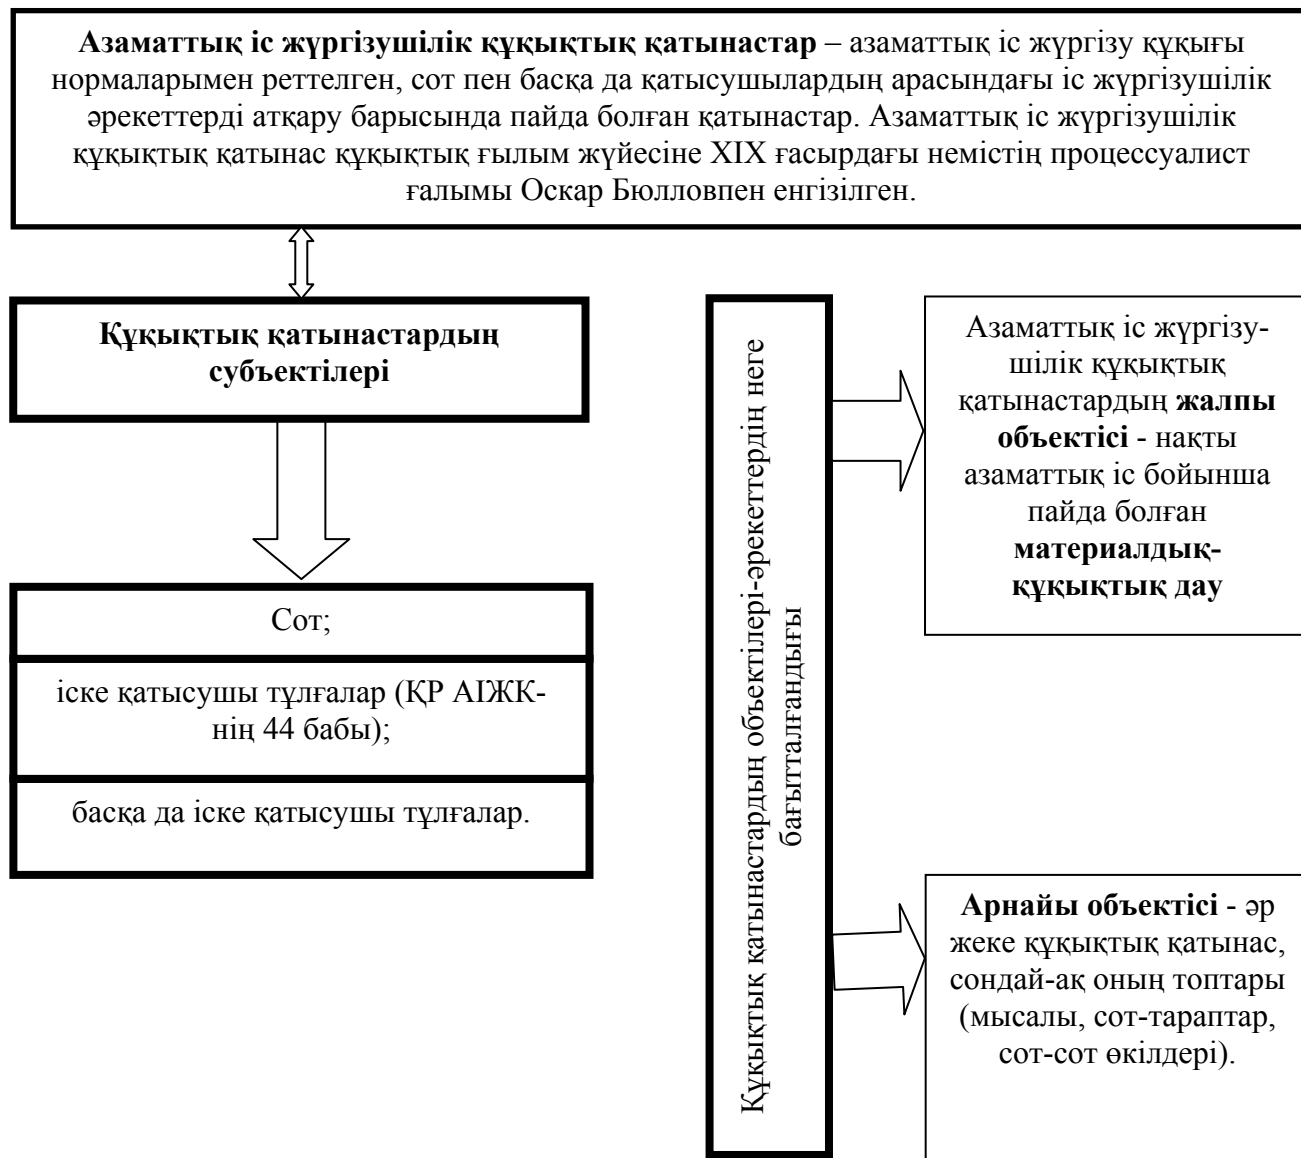 Азаматтық іс жүргізушілік құқықтық қатынастар – азаматтық іс жүргізу құқығы
нормаларымен реттелген, сот пен басқа да қатысушылардың арасындағы іс жүргізушілік
әрекеттерді атқару барысында пайда болған қатынастар. Азаматтық іс жүргізушілік
құқықтық қатынас құқықтық ғылым жүйесіне XIX ғасырдағы немістің процессуалист
ғалымы Оскар Бюлловпен енгізілген.
Құқықтық қатынастардың
субъектілері
Сот;
іске қатысушы тұлғалар (ҚР АІЖК-
нің 44 бабы);
басқа да іске қатысушы тұлғалар.
Құқықтық қатынастардың объектілері-әрекеттердің неге
бағытталғандығы
Азаматтық іс жүргізу-
шілік құқықтық
қатынастардың жалпы
объектісі - нақты
азаматтық іс бойынша
пайда болған
материалдық-
құқықтық дау
Арнайы объектісі - әр
жеке құқықтық қатынас,
сондай-ақ оның топтары
(мысалы, сот-тараптар,
сот-сот өкілдері).